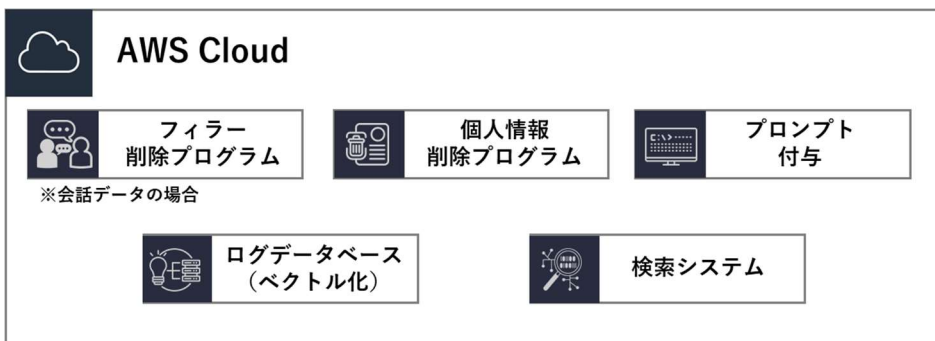 AWS Cloud
フィラー
削除プログラム
個人情報
削除プログラム
プロンプト
付与
※会話データの場合
ログデータベース
（ベクトル化）
検索システム